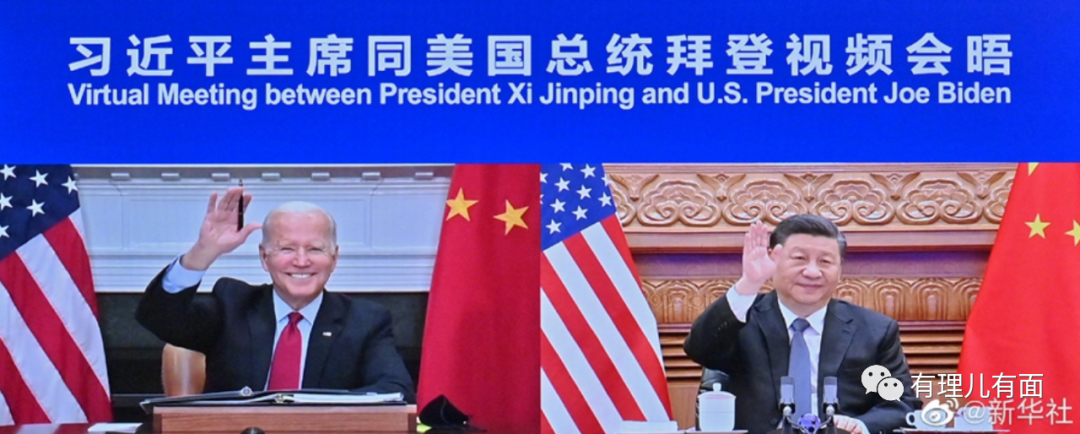 习近平主席同美国总统拜登视频会晤
Virtual Meeting between President Xi Jinping and U.S. President Joe Biden
有理儿有面
@新华社